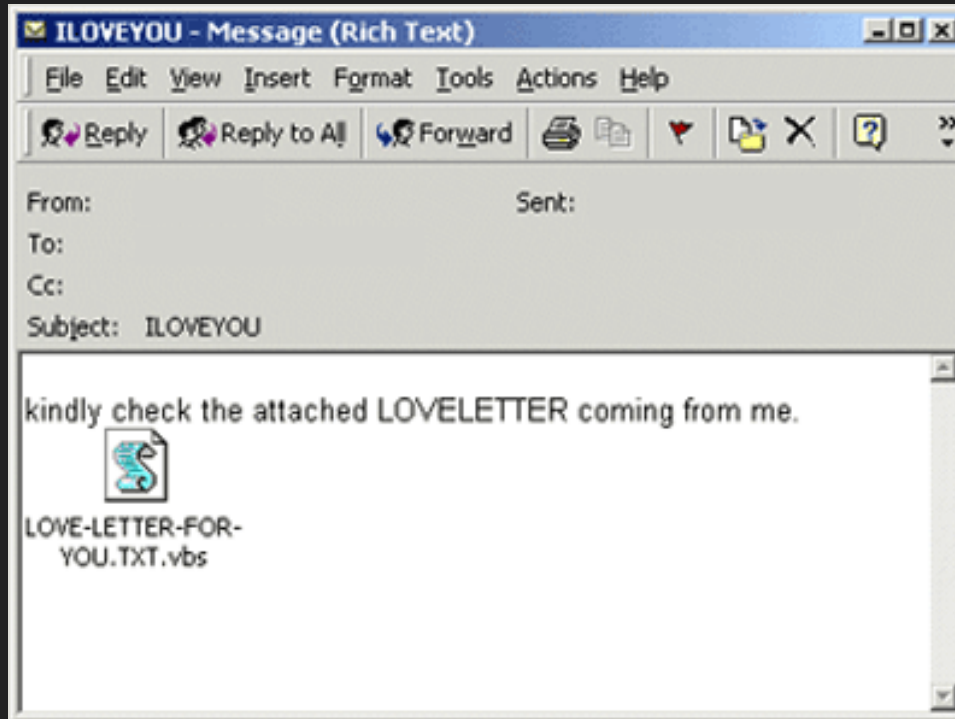 ILOVEYOU - Message (Rich Text)
File Edit View Insert Format Tools Actions Help
Reply Reply to All Forward
From: Sent:
To:
Cc:
Subject: ILOVEYOU
kindly check the attached LOVELETTER coming from me.
LOVE-LETTER-FOR-
YOU.TXT.vbs